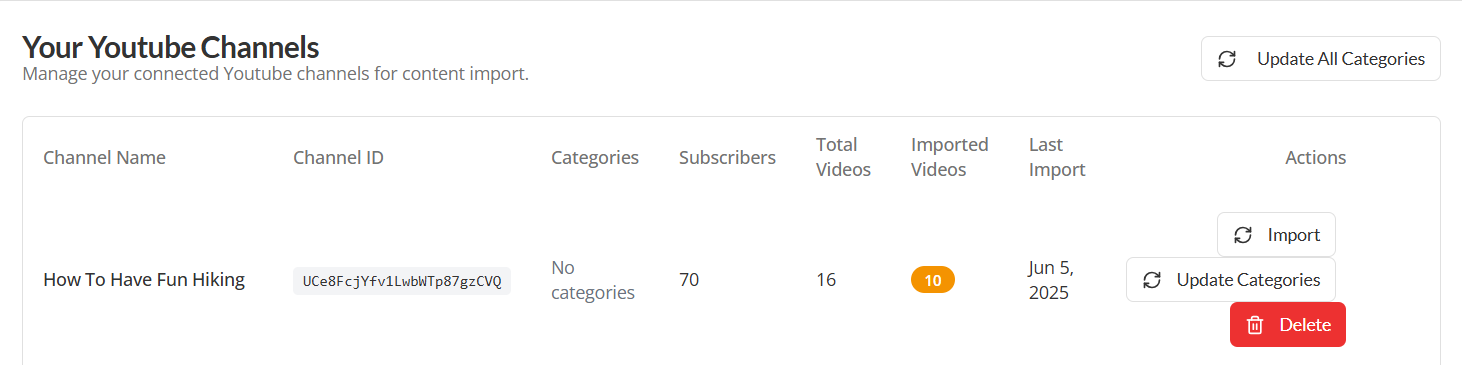 Your Youtube Channels
Manage your connected Youtube channels for content import.
Update All Categories
Channel Name
Channel ID
Categories
Subscribers
Total
Videos
Imported
Videos
Last
Import
Actions
How To Have Fun Hiking
UCe8FcjYfv1LwbWTp87gzCVQ
No
categories
70
16
10
Jun 5,
2025
Import
Update Categories
Delete